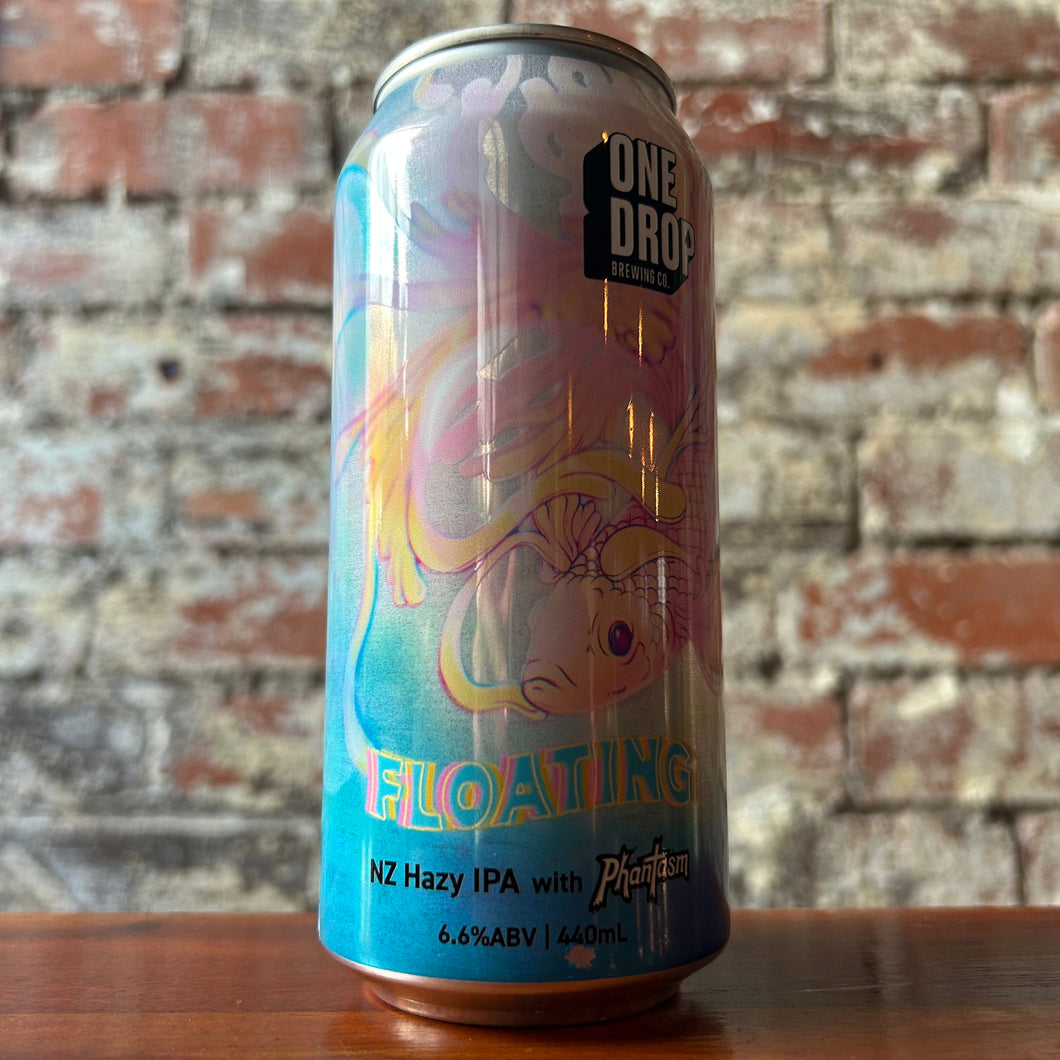 ONE
DROP
BREWING CO.
FLOATING
NZ Hazy IPA with Phantasm
6.6%ABV | 440mL